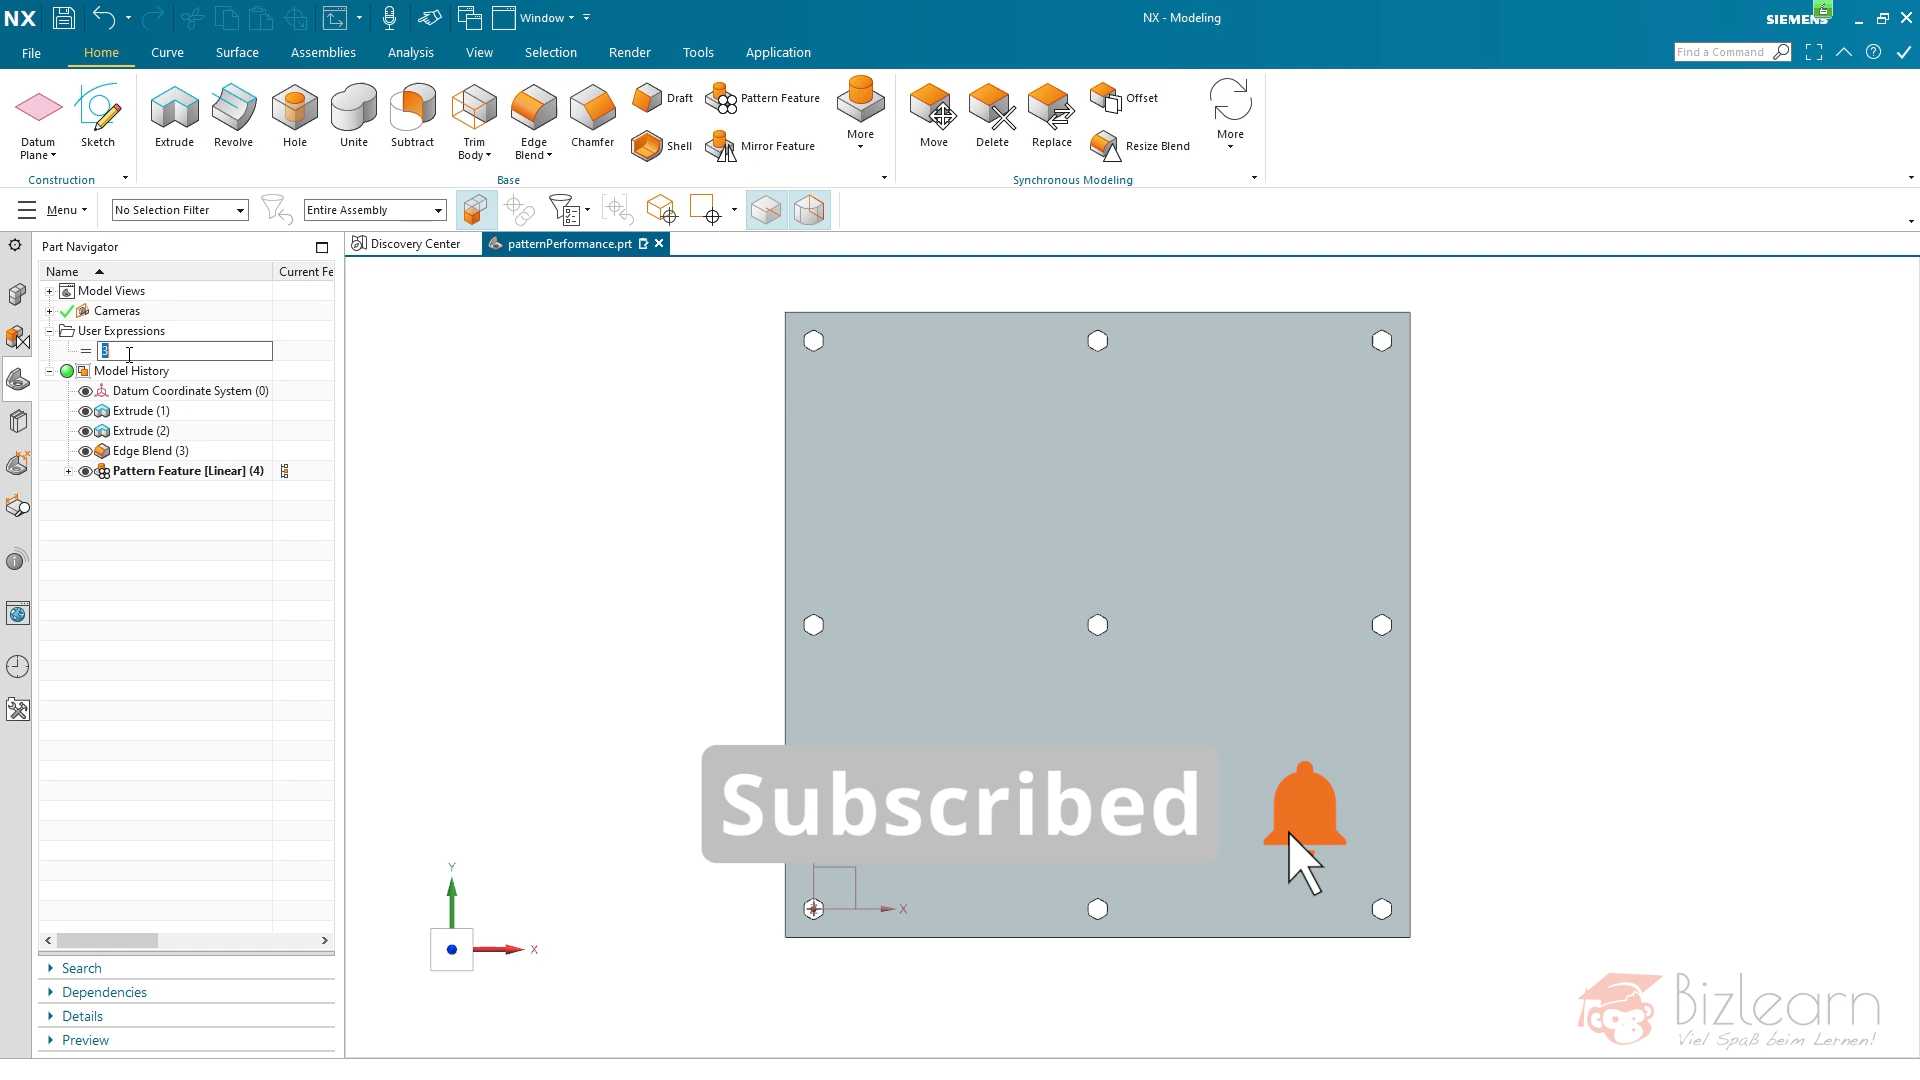 NX
Window
NX - Modeling
SIEMENS
File
Home
Curve
Surface
Assemblies
Analysis
View
Selection
Render
Tools
Application
Find a Command
Datum
Plane
Sketch
Extrude
Revolve
Hole
Unite
Subtract
Trim
Body
Edge
Blend
Chamfer
Draft
Shell
Pattern Feature
Mirror Feature
More
Move
Delete
Replace
Offset
Resize Blend
More
Construction
Base
Synchronous Modeling
Menu
No Selection Filter
Entire Assembly
Part Navigator
Discovery Center
patternPerformance.prt
Name
Current Fe
Model Views
Cameras
User Expressions
3
Model History
Datum Coordinate System (0)
Extrude (1)
Extrude (2)
Edge Blend (3)
Pattern Feature [Linear] (4)
Subscribed
Y
X
X
Search
Dependencies
Details
Preview
Bizlearn
Viel Spaß beim Lernen!